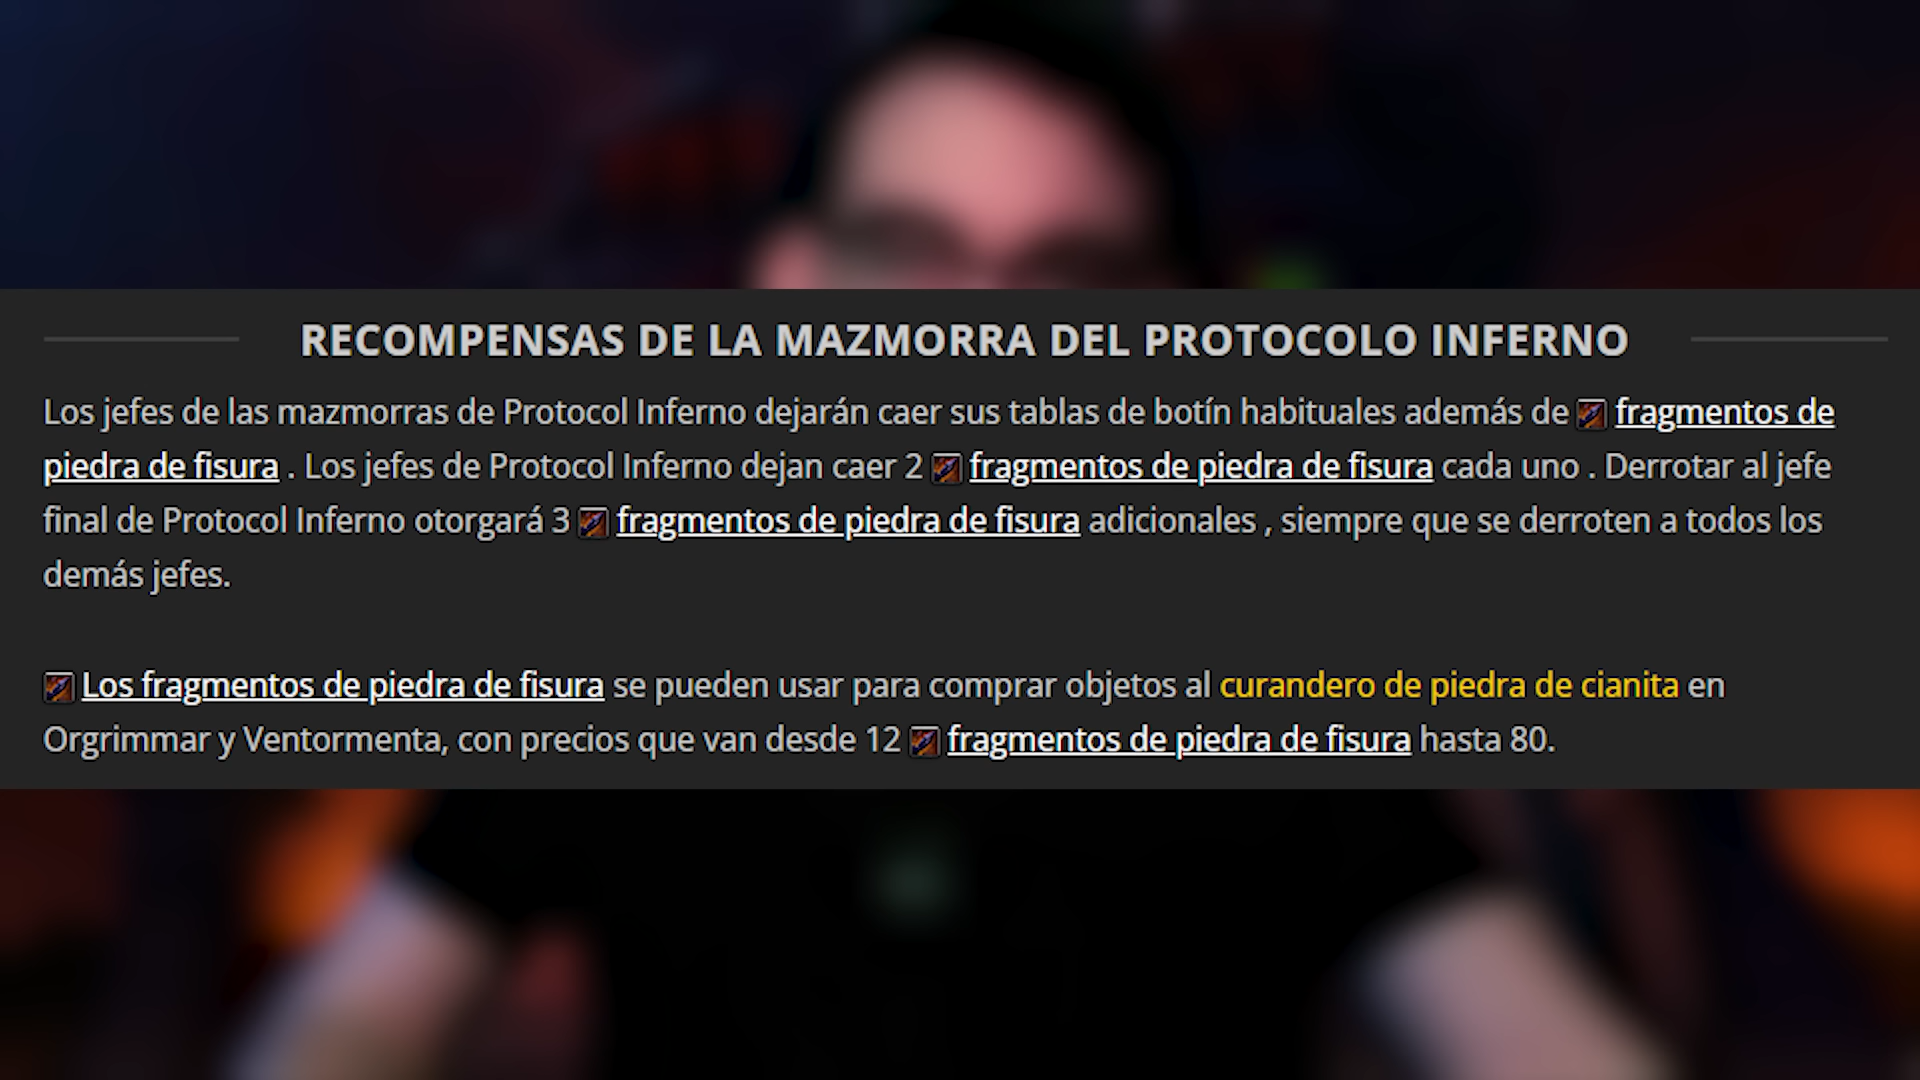 RECOMPENSAS DE LA MAZMORRA DEL PROTOCOLO INFERNO
Los jefes de las mazmorras de Protocol Inferno dejarán caer sus tablas de botín habituales además de fragmentos de
piedra de fisura . Los jefes de Protocol Inferno dejan caer 2 fragmentos de piedra de fisura cada uno . Derrotar al jefe
final de Protocol Inferno otorgará 3 fragmentos de piedra de fisura adicionales , siempre que se derroten a todos los
demás jefes.
Los fragmentos de piedra de fisura se pueden usar para comprar objetos al curandero de piedra de cianita en
Orgrimmar y Ventormenta, con precios que van desde 12 fragmentos de piedra de fisura hasta 80.